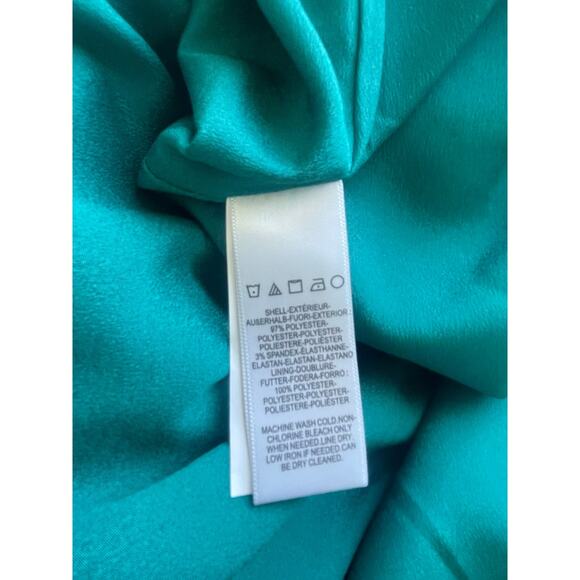 SHELL-EXTÉRIEUR-
AUßERHALB-FUORI-EXTERIOR :
97% POLYESTER-
POLYESTER-POLYESTER-
POLIESTERE-POLIÉSTER
3% SPANDEX-ÉLASTHANNE-
ELASTAN-ELASTAN-ELASTANO
LINING-DOUBLURE-
FUTTER-FODERA-FORRO :
100% POLYESTER-
POLYESTER-POLYESTER-
POLIESTERE-POLIÉSTER
MACHINE WASH COLD.NON-
CHLORINE BLEACH ONLY
WHEN NEEDED.LINE DRY.
LOW IRON IF NEEDED.CAN
BE DRY CLEANED.